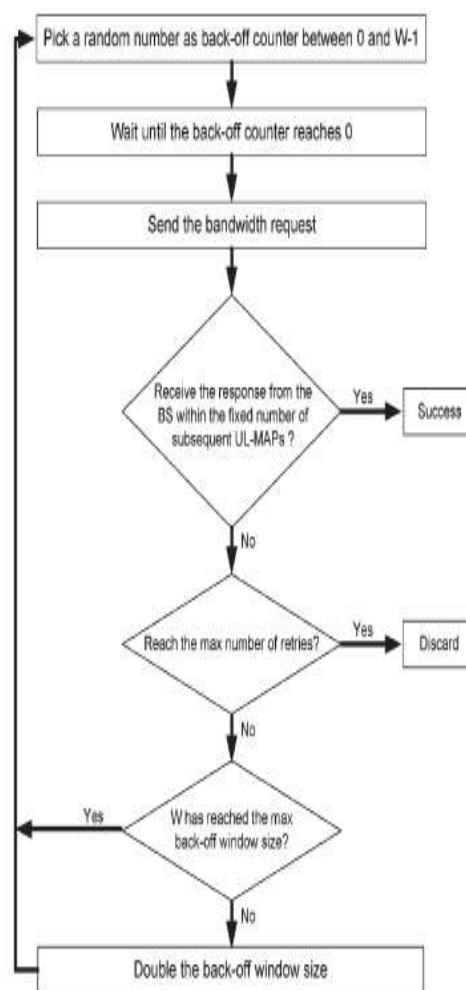 Pick a random number as back-off counter between 0 and W-1
Wait until the back-off counter reaches 0
Send the bandwidth request
Receive the response from the
BS within the fixed number of
subsequent UL-MAPs ?
Yes
Success
No
Reach the max number of retries?
Yes
Discard
No
Yes
W has reached the max
back-off window size?
No
Double the back-off window size